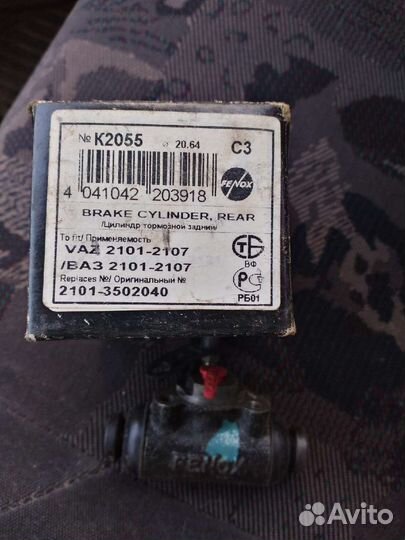 № K2055 ⌀ 20.64 C3
FENOX
4 041042 203918
BRAKE CYLINDER, REAR
/Цилиндр тормозной задний/
To fit/ Применяемость
VAZ 2101-2107
/ВАЗ 2101-2107
ВФ
Replaces №/ Оригинальный №
2101-3502040
РБ01
FENOX
Avito